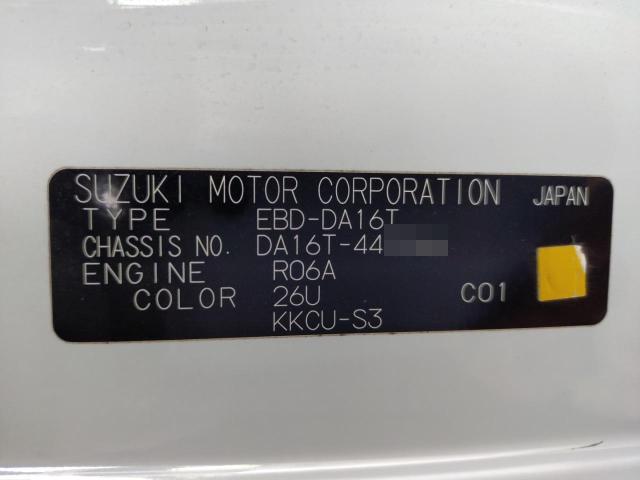 SUZUKI MOTOR CORPORATION JAPAN
TYPE EBD-DA16T
CHASSIS NO. DA16T-44
ENGINE R06A
COLOR 26U C01
KKCU-S3